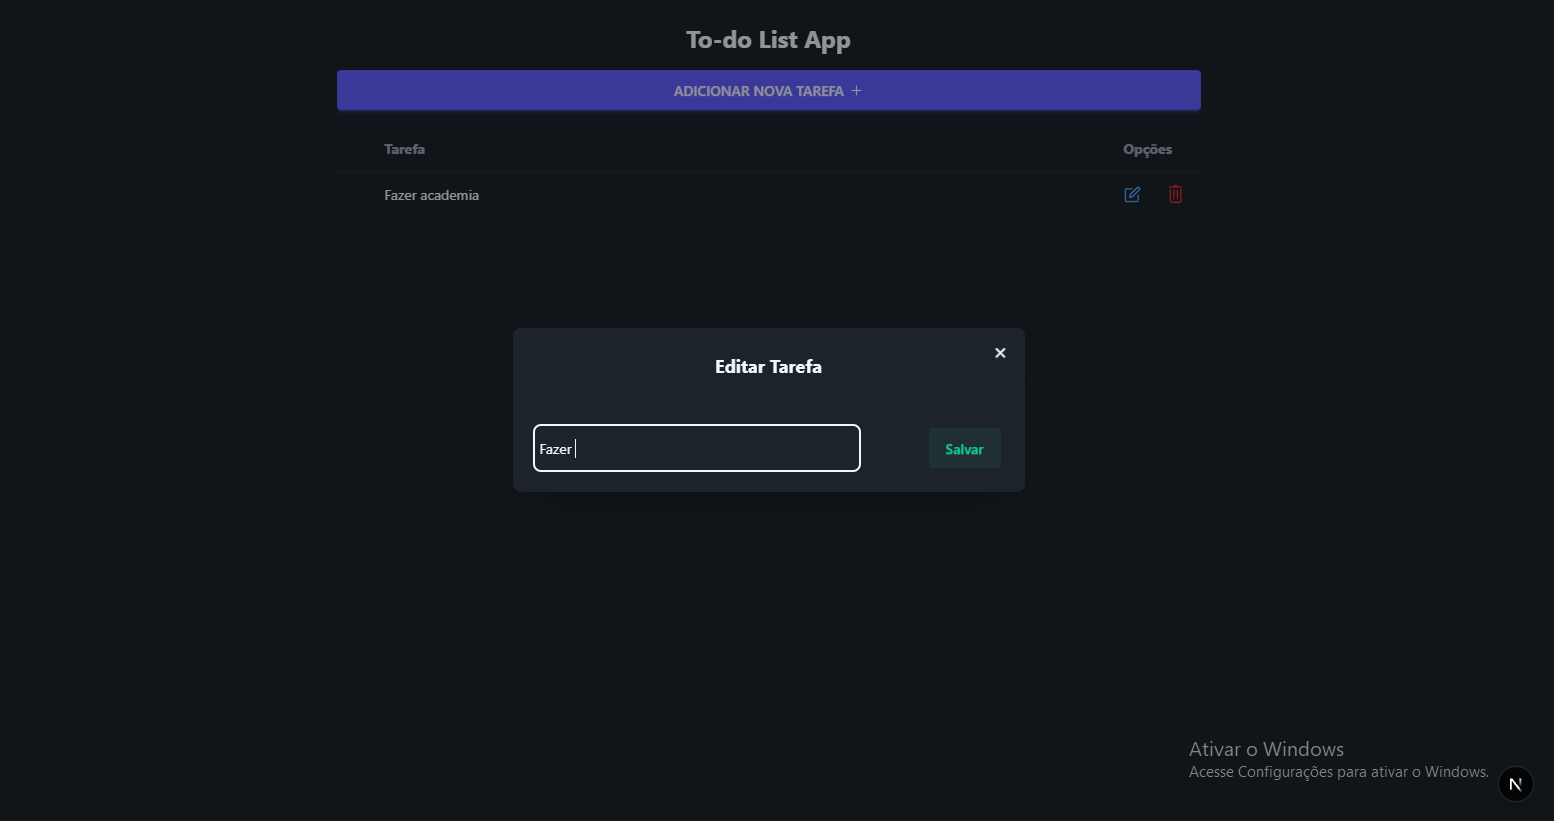 To-do List App
ADICIONAR NOVA TAREFA +
Tarefa Opções
Fazer academia
Editar Tarefa
Fazer
Salvar
Ativar o Windows
Acesse Configurações para ativar o Windows.
N